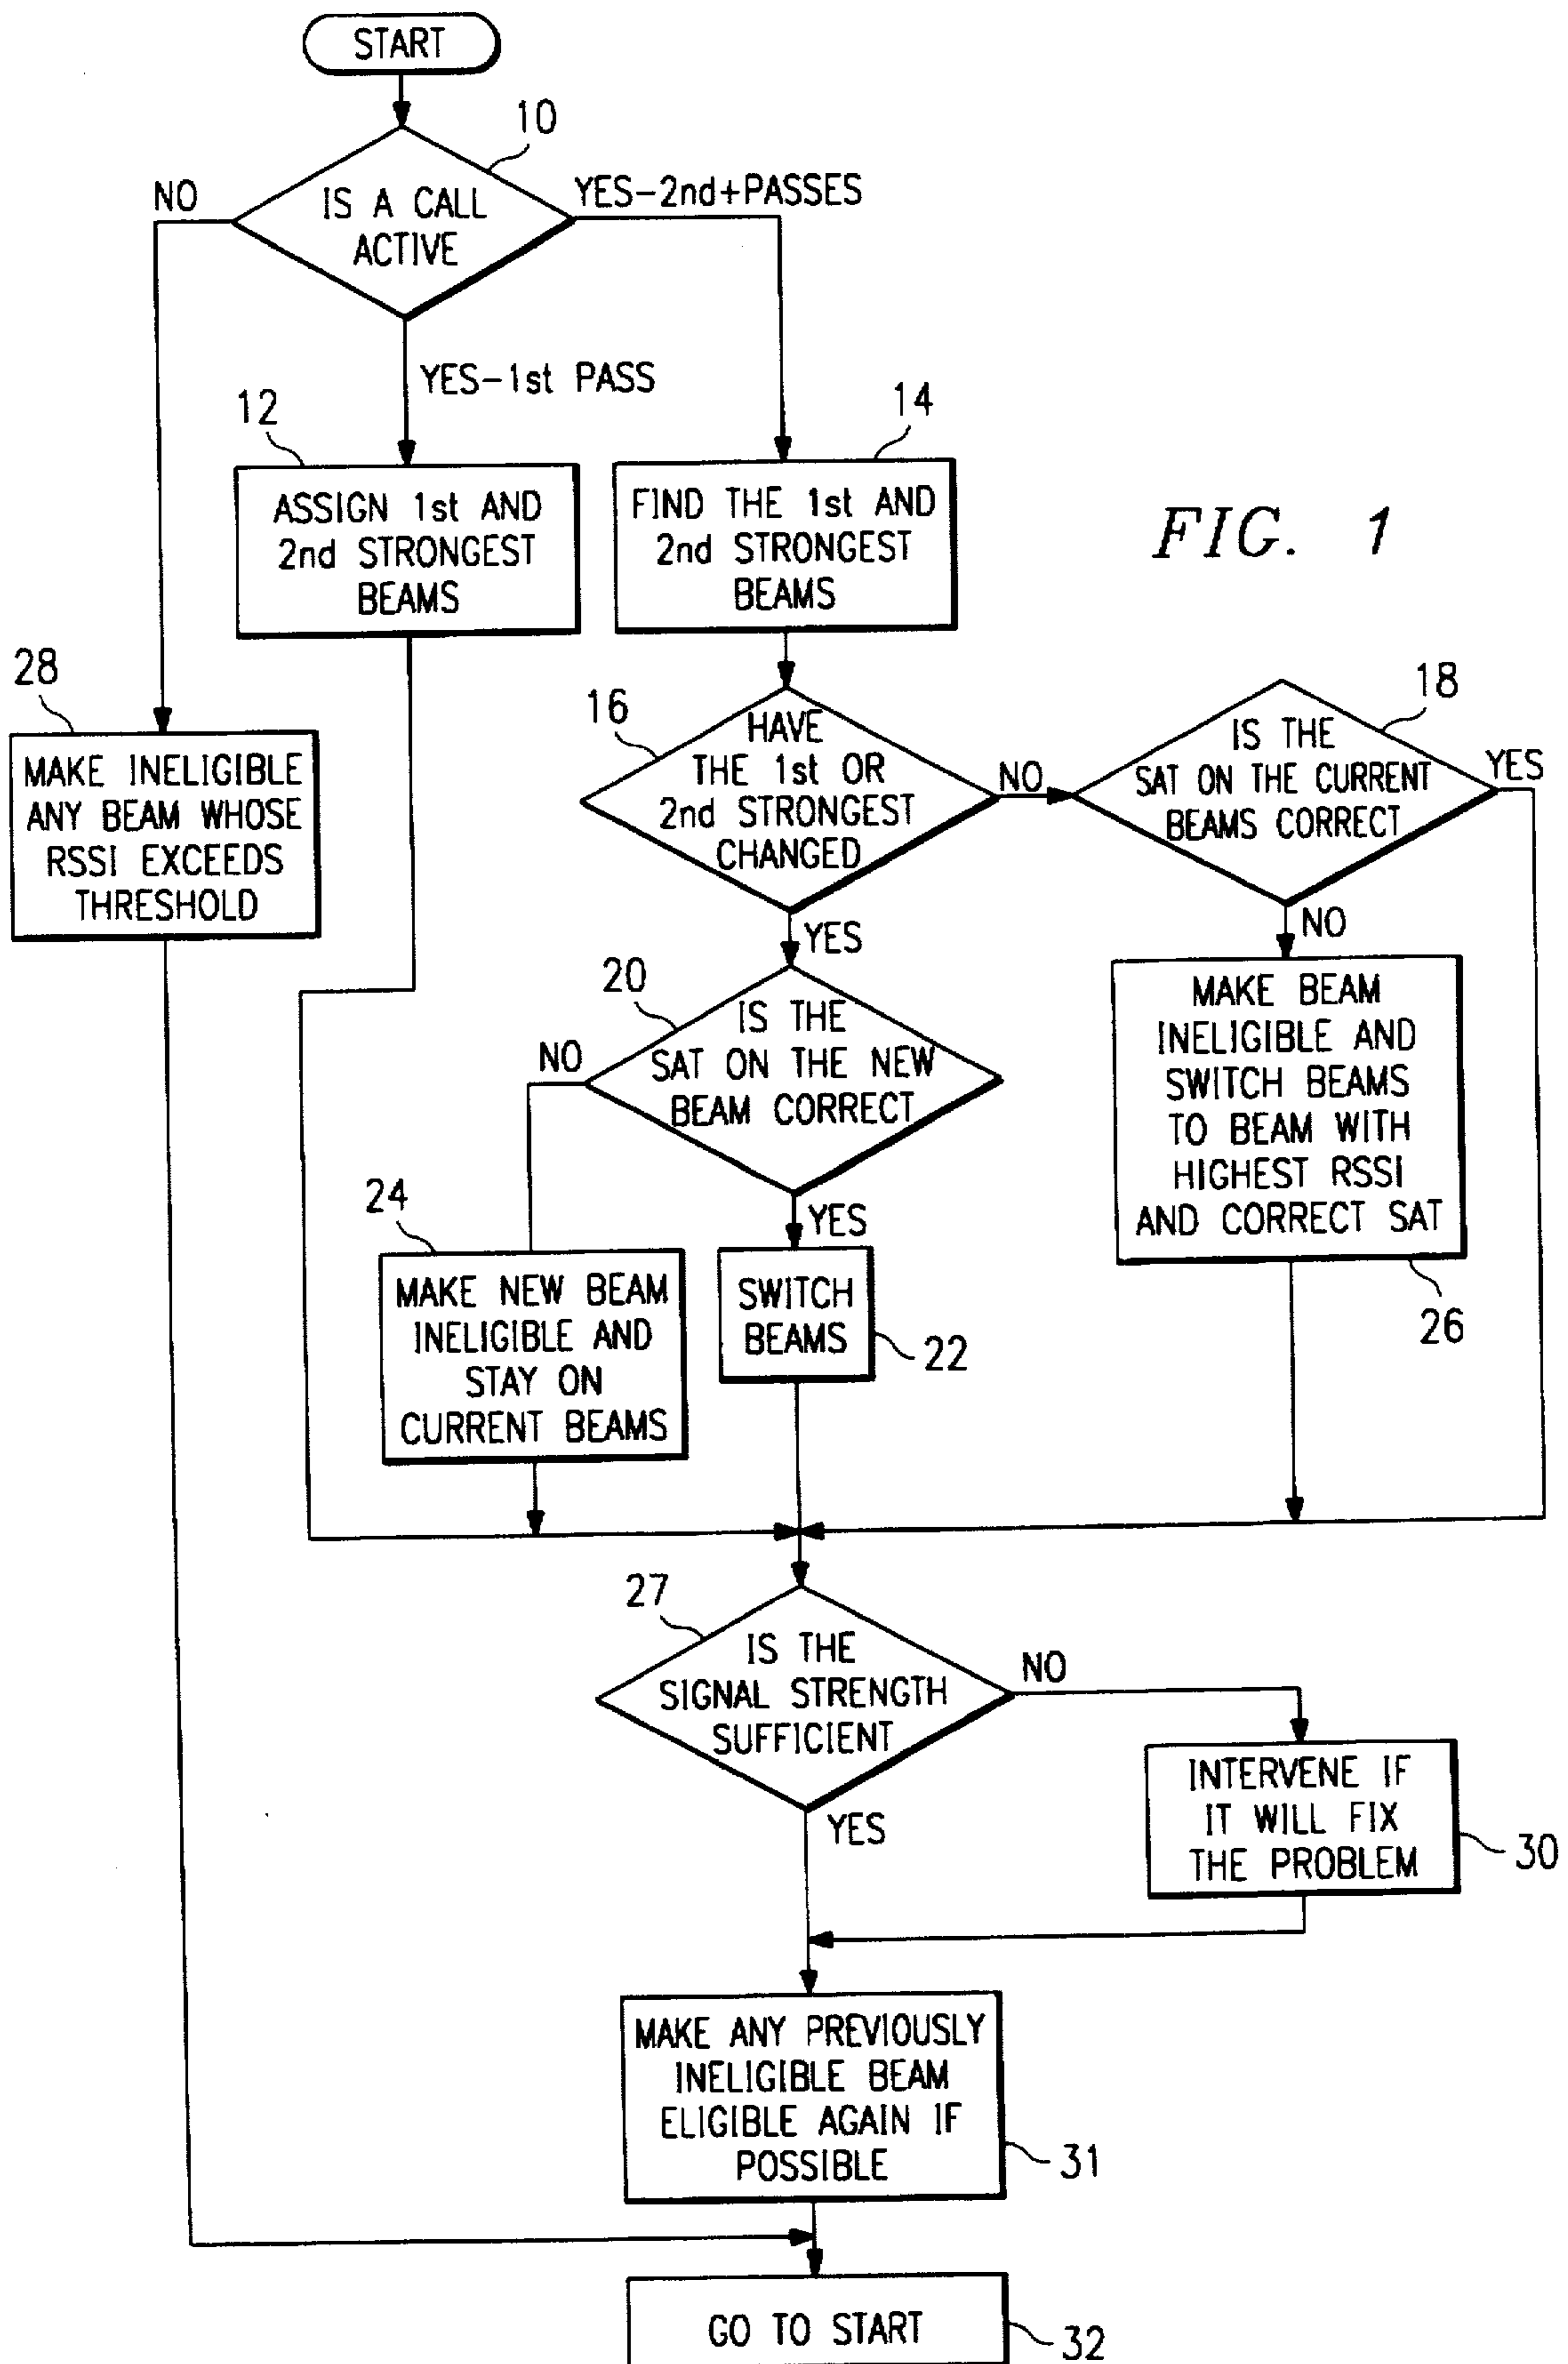 START
10
IS A CALL
ACTIVE
NO
YES-2nd+PASSES
YES-1st PASS
12
ASSIGN 1st AND
2nd STRONGEST
BEAMS
14
FIND THE 1st AND
2nd STRONGEST
BEAMS
FIG. 1
28
MAKE INELIGIBLE
ANY BEAM WHOSE
RSSI EXCEEDS
THRESHOLD
16
HAVE
THE 1st OR
2nd STRONGEST
CHANGED
NO
18
IS THE
SAT ON THE CURRENT
BEAMS CORRECT
YES
YES
NO
20
IS THE
SAT ON THE NEW
BEAM CORRECT
NO
YES
MAKE BEAM
INELIGIBLE AND
SWITCH BEAMS
TO BEAM WITH
HIGHEST RSSI
AND CORRECT SAT
26
24
MAKE NEW BEAM
INELIGIBLE AND
STAY ON
CURRENT BEAMS
SWITCH
BEAMS
22
27
IS THE
SIGNAL STRENGTH
SUFFICIENT
NO
YES
INTERVENE IF
IT WILL FIX
THE PROBLEM
30
MAKE ANY PREVIOUSLY
INELIGIBLE BEAM
ELIGIBLE AGAIN IF
POSSIBLE
31
GO TO START
32